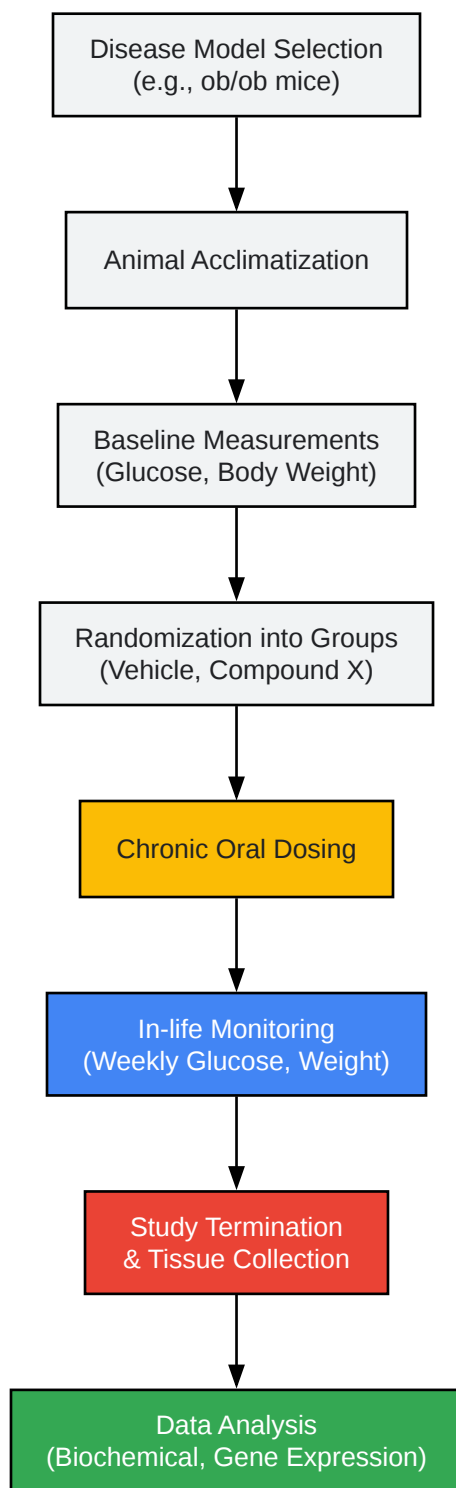 Disease Model Selection
(e.g., ob/ob mice)
Animal Acclimatization
Baseline Measurements
(Glucose, Body Weight)
Randomization into Groups
(Vehicle, Compound X)
Chronic Oral Dosing
In-life Monitoring
(Weekly Glucose, Weight)
Study Termination
& Tissue Collection
Data Analysis
(Biochemical, Gene Expression)